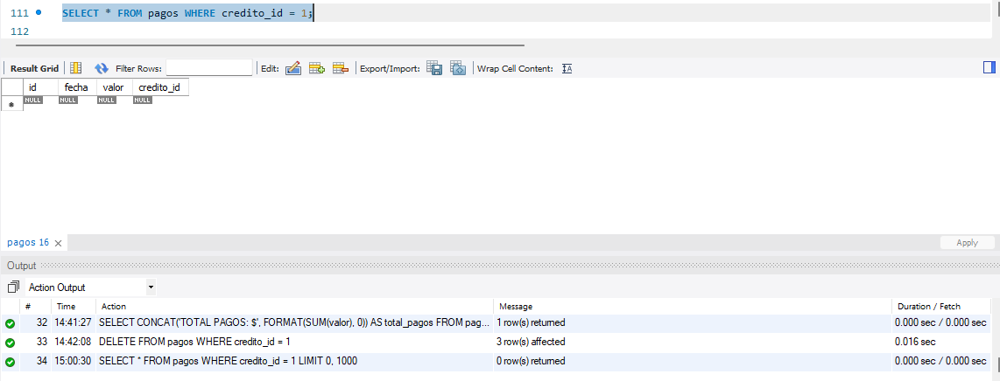 111 SELECT * FROM pagos WHERE credito_id = 1;
112
Result Grid Filter Rows: Edit: Export/Import: Wrap Cell Content: IA
id fecha valor credito_id
* NULL NULL NULL NULL
pagos 16 Apply
Output
Action Output
# Time Action Message Duration / Fetch
32 14:41:27 SELECT CONCAT('TOTAL PAGOS: $', FORMAT(SUM(valor), 0)) AS total_pagos FROM pag... 1 row(s) returned 0.000 sec / 0.000 sec
33 14:42:08 DELETE FROM pagos WHERE credito_id = 1 3 row(s) affected 0.016 sec
34 15:00:30 SELECT * FROM pagos WHERE credito_id = 1 LIMIT 0, 1000 0 row(s) returned 0.000 sec / 0.000 sec